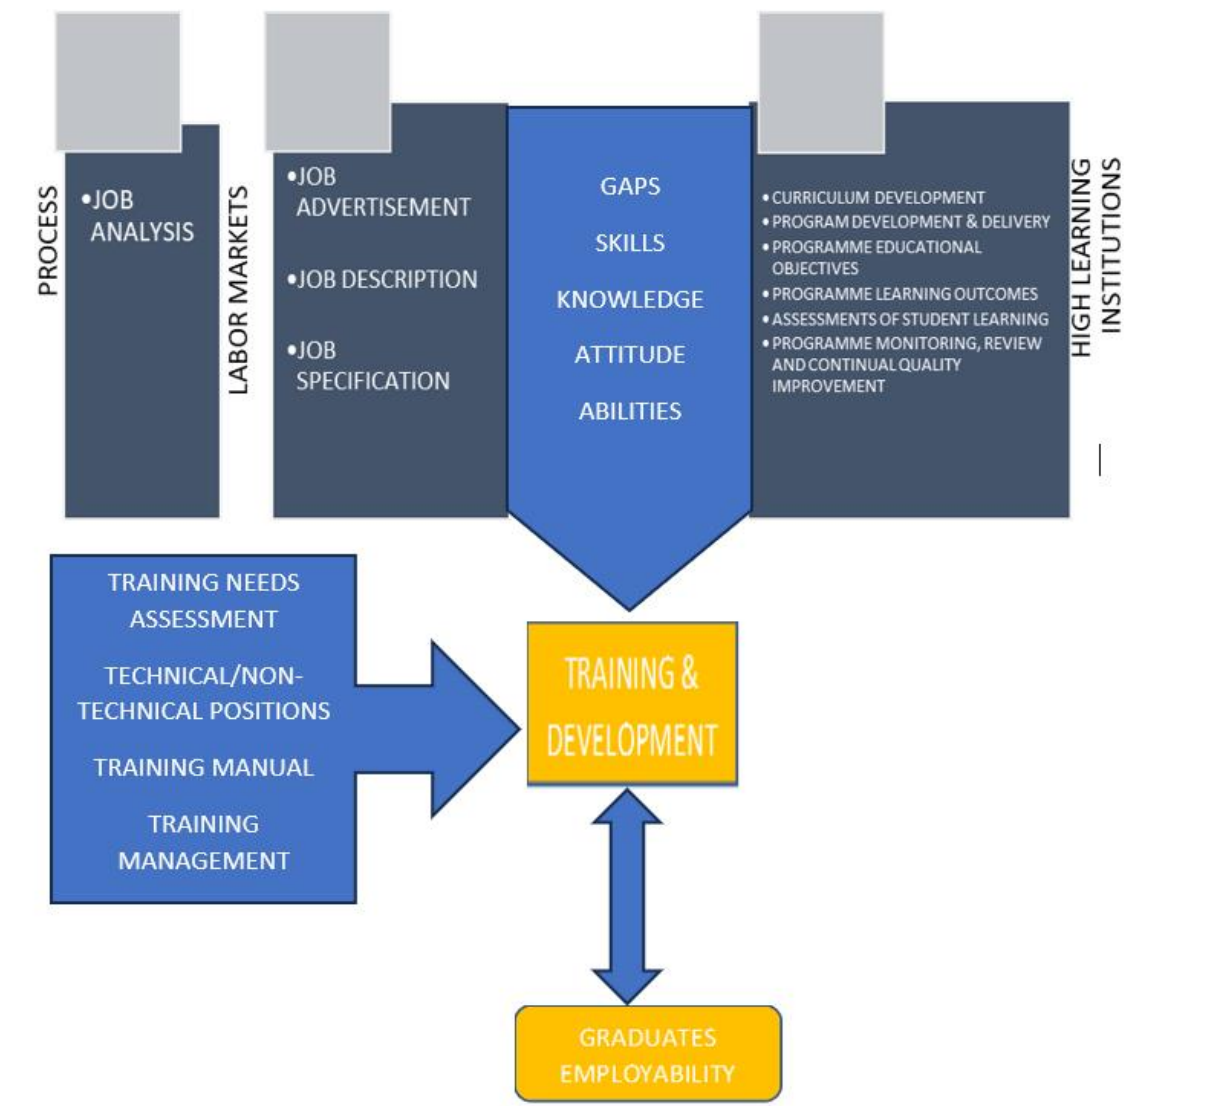 PROCESS
•JOB
ANALYSIS
LABOR MARKETS
•JOB
ADVERTISEMENT
•JOB DESCRIPTION
•JOB
SPECIFICATION
GAPS
SKILLS
KNOWLEDGE
ATTITUDE
ABILITIES
•CURRICULUM DEVELOPMENT
•PROGRAM DEVELOPMENT & DELIVERY
•PROGRAMME EDUCATIONAL
OBJECTIVES
•PROGRAMME LEARNING OUTCOMES
•ASSESSMENTS OF STUDENT LEARNING
•PROGRAMME MONITORING, REVIEW
AND CONTINUAL QUALITY
IMPROVEMENT
HIGH LEARNING
INSTITUTIONS
TRAINING NEEDS
ASSESSMENT
TECHNICAL/NON-
TECHNICAL POSITIONS
TRAINING MANUAL
TRAINING
MANAGEMENT
TRAINING &
DEVELOPMENT
GRADUATES
EMPLOYABILITY